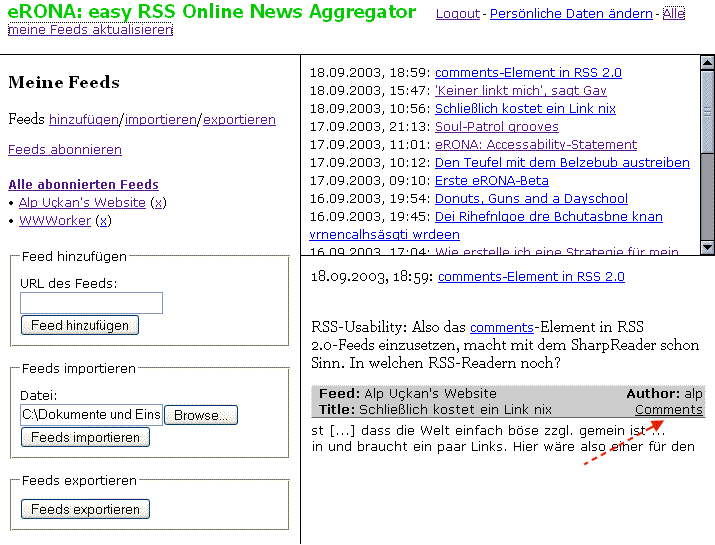 eRONA: easy RSS Online News Aggregator Logout - Persönliche Daten ändern - Alle
meine Feeds aktualisieren
Meine Feeds
Feeds hinzufügen/importieren/exportieren
Feeds abonnieren
Alle abonnierten Feeds
• Alp Uçkan's Website (x)
• WWWorker (x)
Feed hinzufügen
URL des Feeds:
Feed hinzufügen
Feeds importieren
Datei:
C:\Dokumente und Eins Browse...
Feeds importieren
Feeds exportieren
Feeds exportieren
18.09.2003, 18:59: comments-Element in RSS 2.0
18.09.2003, 15:47: 'Keiner linkt mich', sagt Gay
18.09.2003, 10:56: Schließlich kostet ein Link nix
17.09.2003, 21:13: Soul-Patrol grooves
17.09.2003, 11:01: eRONA: Accessability-Statement
17.09.2003, 10:12: Den Teufel mit dem Belzebub austreiben
17.09.2003, 09:10: Erste eRONA-Beta
16.09.2003, 19:54: Donuts, Guns and a Dayschool
16.09.2003, 19:45: Dei Rihefnlgoe dre Bchutasbne knan
vrnencalhsäsgti wrdeen
16.09.2003, 17:04: Wie erstelle ich eine Strategie für mein
18.09.2003, 18:59: comments-Element in RSS 2.0
RSS-Usability: Also das comments-Element in RSS
2.0-Feeds einzusetzen, macht mit dem SharpReader schon
Sinn. In welchen RSS-Readern noch?
Feed: Alp Uçkan's Website Author: alp
Title: Schließlich kostet ein Link nix Comments
st [...] dass die Welt einfach böse zzgl. gemein ist ...
in und braucht ein paar Links. Hier wäre also einer für den